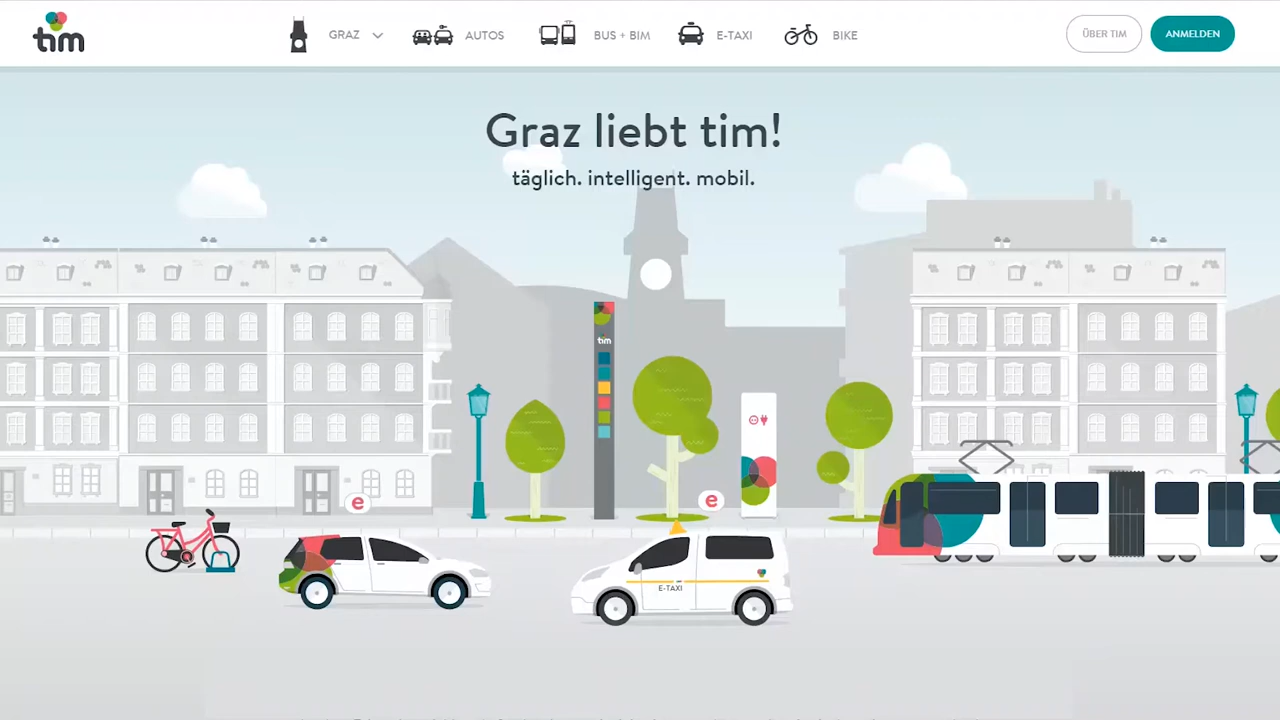 tim
GRAZ
AUTOS
BUS + BIM
E-TAXI
BIKE
ÜBER TIM
ANMELDEN
Graz liebt tim!
täglich. intelligent. mobil.
tim
e
e
E-TAXI